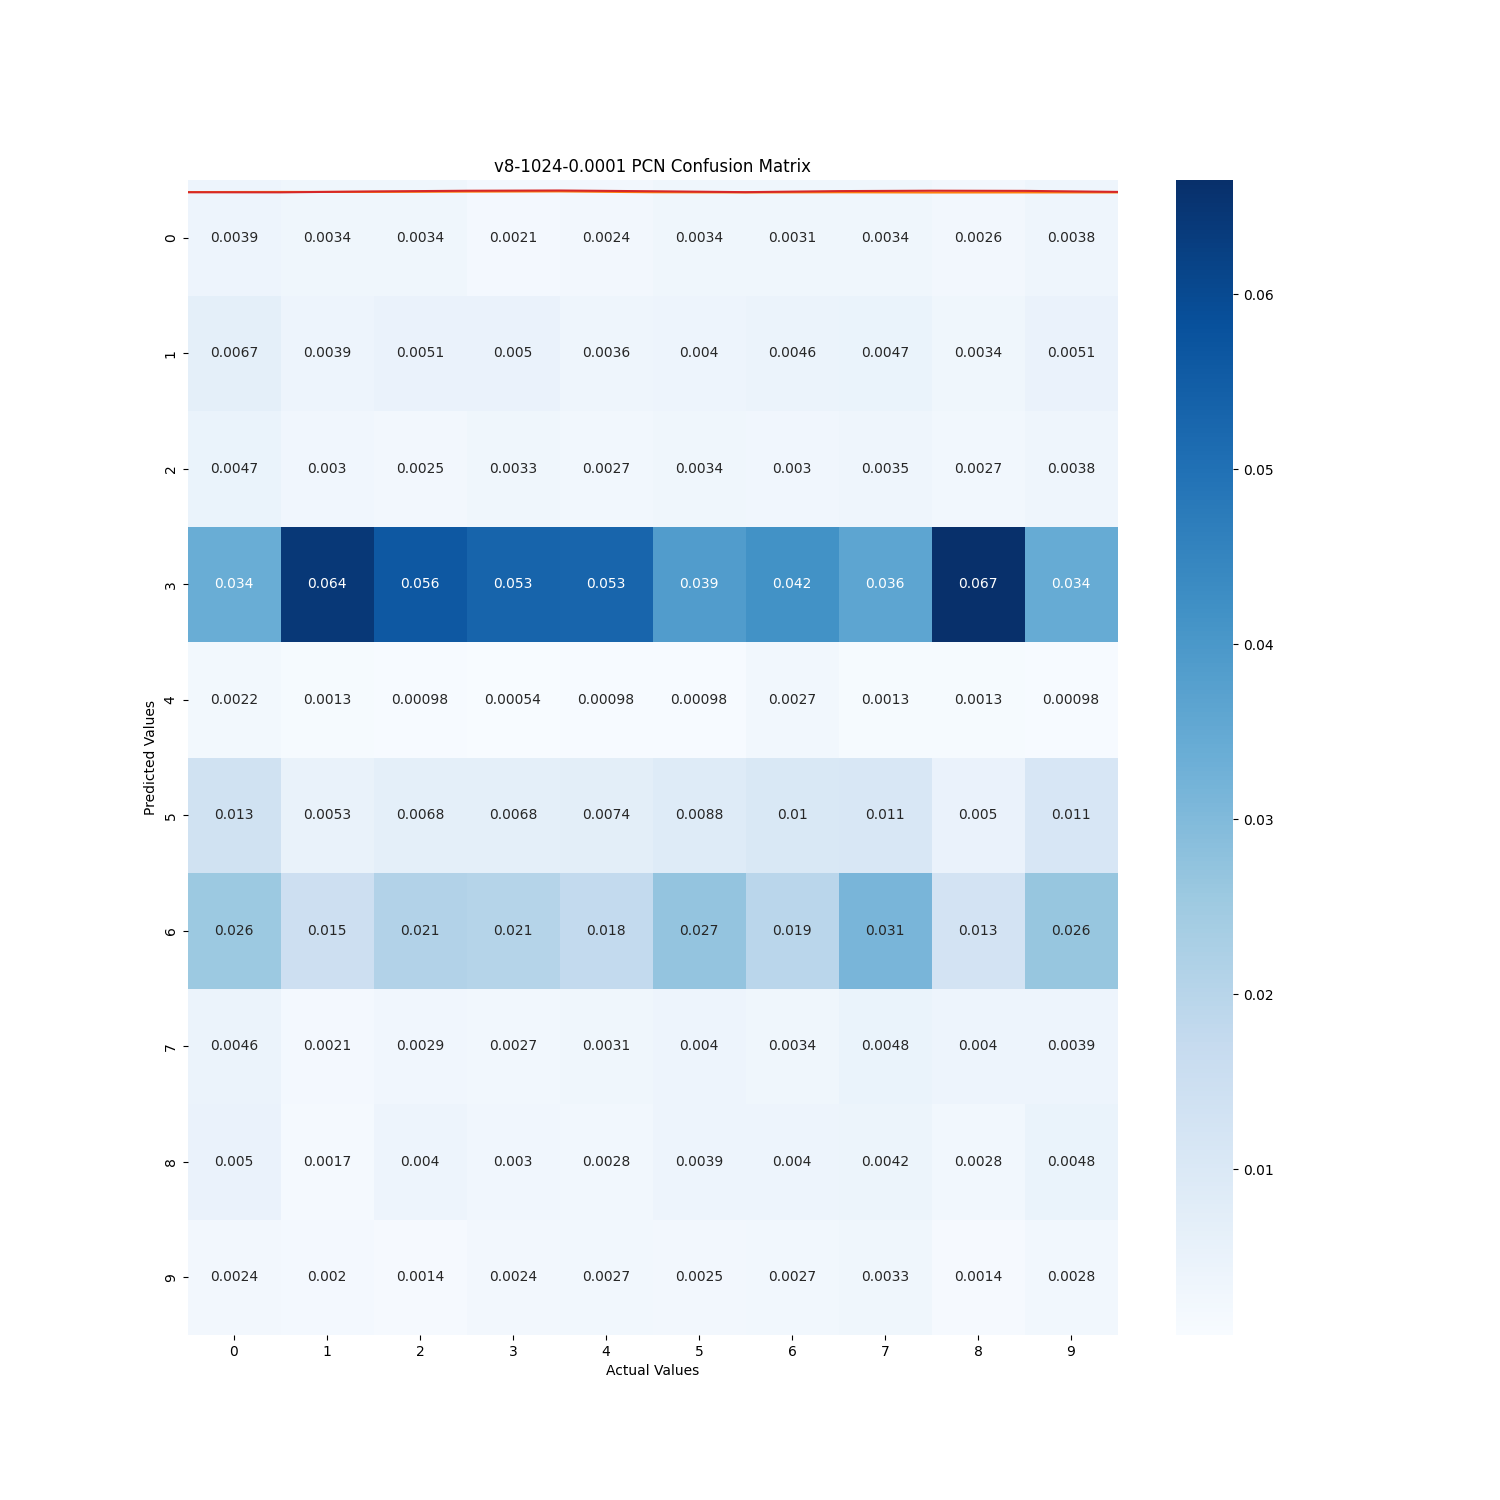 v8-1024-0.0001 PCN Confusion Matrix
0 0.0039 0.0034 0.0034 0.0021 0.0024 0.0034 0.0031 0.0034 0.0026 0.0038
1 0.0067 0.0039 0.0051 0.005 0.0036 0.004 0.0046 0.0047 0.0034 0.0051
2 0.0047 0.003 0.0025 0.0033 0.0027 0.0034 0.003 0.0035 0.0027 0.0038
3 0.034 0.064 0.056 0.053 0.053 0.039 0.042 0.036 0.067 0.034
4 0.0022 0.0013 0.00098 0.00054 0.00098 0.00098 0.0027 0.0013 0.0013 0.00098
5 0.013 0.0053 0.0068 0.0068 0.0074 0.0088 0.01 0.011 0.005 0.011
6 0.026 0.015 0.021 0.021 0.018 0.027 0.019 0.031 0.013 0.026
7 0.0046 0.0021 0.0029 0.0027 0.0031 0.004 0.0034 0.0048 0.004 0.0039
8 0.005 0.0017 0.004 0.003 0.0028 0.0039 0.004 0.0042 0.0028 0.0048
9 0.0024 0.002 0.0014 0.0024 0.0027 0.0025 0.0027 0.0033 0.0014 0.0028
0 1 2 3 4 5 6 7 8 9
Actual Values
Predicted Values
0.06
0.05
0.04
0.03
0.02
0.01